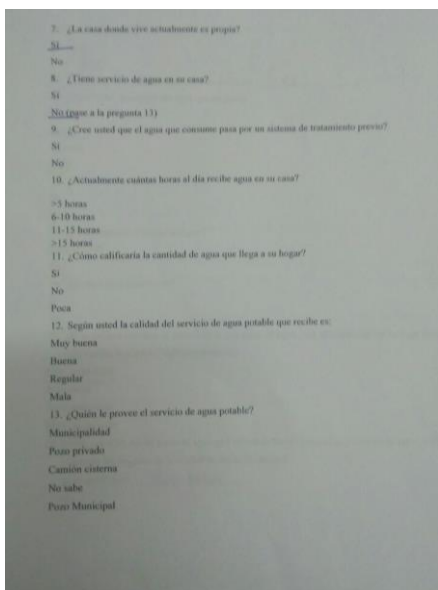 7. ¿La casa donde vive actualmente es propia?
Si
No
8. ¿Tiene servicio de agua en su casa?
Si
No (pase a la pregunta 13)
9. ¿Cree usted que el agua que consume pasa por un sistema de tratamiento previo?
Si
No
10. ¿Actualmente cuántas horas al día recibe agua en su casa?
>5 horas
6-10 horas
11-15 horas
>15 horas
11. ¿Cómo calificaría la cantidad de agua que llega a su hogar?
Si
No
Poca
12. Según usted la calidad del servicio de agua potable que recibe es:
Muy buena
Buena
Regular
Mala
13. ¿Quién le provee el servicio de agua potable?
Municipalidad
Pozo privado
Camión cisterna
No sabe
Pozo Municipal